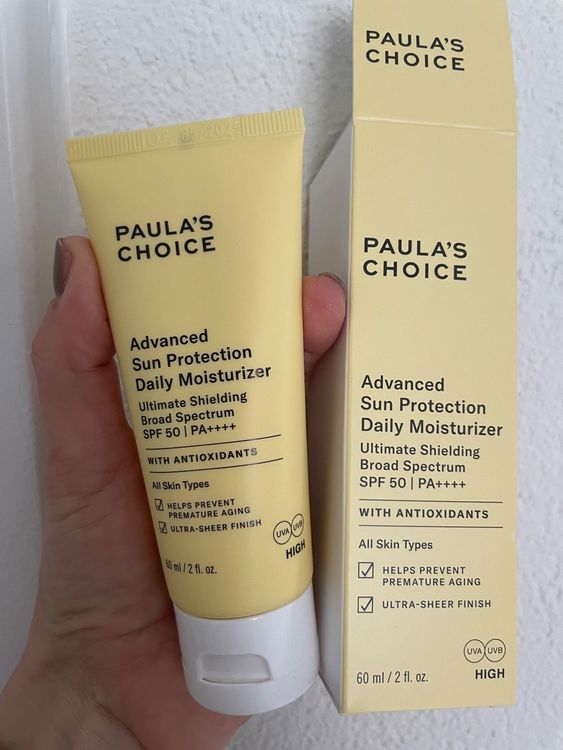 PAULA'S
CHOICE
Advanced
Sun Protection
Daily Moisturizer
Ultimate Shielding
Broad Spectrum
SPF 50 | PA++++
WITH ANTIOXIDANTS
All Skin Types
HELPS PREVENT
PREMATURE AGING
ULTRA-SHEER FINISH
UVA UVB
HIGH
60 ml / 2 fl. oz.
PAULA'S
CHOICE
PAULA'S
CHOICE
Advanced
Sun Protection
Daily Moisturizer
Ultimate Shielding
Broad Spectrum
SPF 50 | PA++++
WITH ANTIOXIDANTS
All Skin Types
HELPS PREVENT
PREMATURE AGING
ULTRA-SHEER FINISH
UVA UVB
HIGH
60 ml / 2 fl. oz.